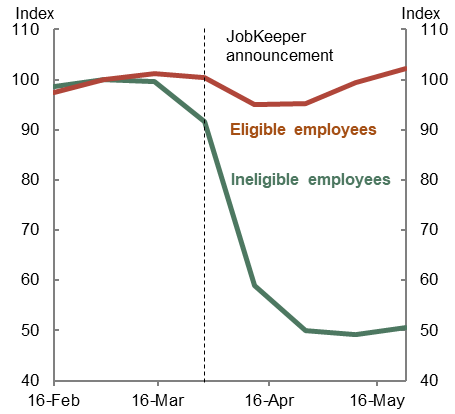 Index Index
110 110
JobKeeper
announcement
100 100
90 90
Eligible employees
80 80
Ineligible employees
70 70
60 60
50 50
40 40
16-Feb 16-Mar 16-Apr 16-May